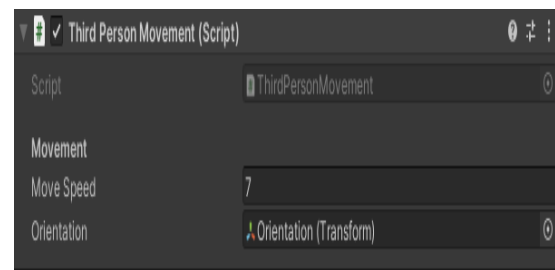 Third Person Movement (Script)
Script ThirdPersonMovement
Movement
Move Speed 7
Orientation Orientation (Transform)